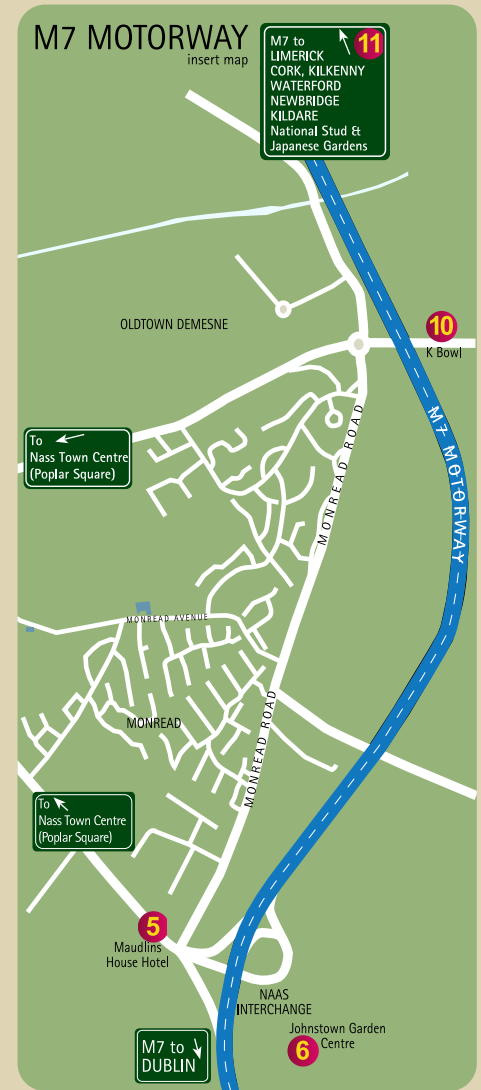 M7 MOTORWAY
insert map
M7 to
LIMERICK
CORK, KILKENNY
WATERFORD
NEWBRIDGE
KILDARE
National Stud &
Japanese Gardens
11
OLDTOWN DEMESNE
10
K Bowl
To
Nass Town Centre
(Poplar Square)
MONREAD ROAD
M7 MOTORWAY
MONREAD AVENUE
MONREAD
MONREAD ROAD
To
Nass Town Centre
(Poplar Square)
5
Maudlins
House Hotel
NAAS
INTERCHANGE
Johnstown Garden
Centre
6
M7 to
DUBLIN